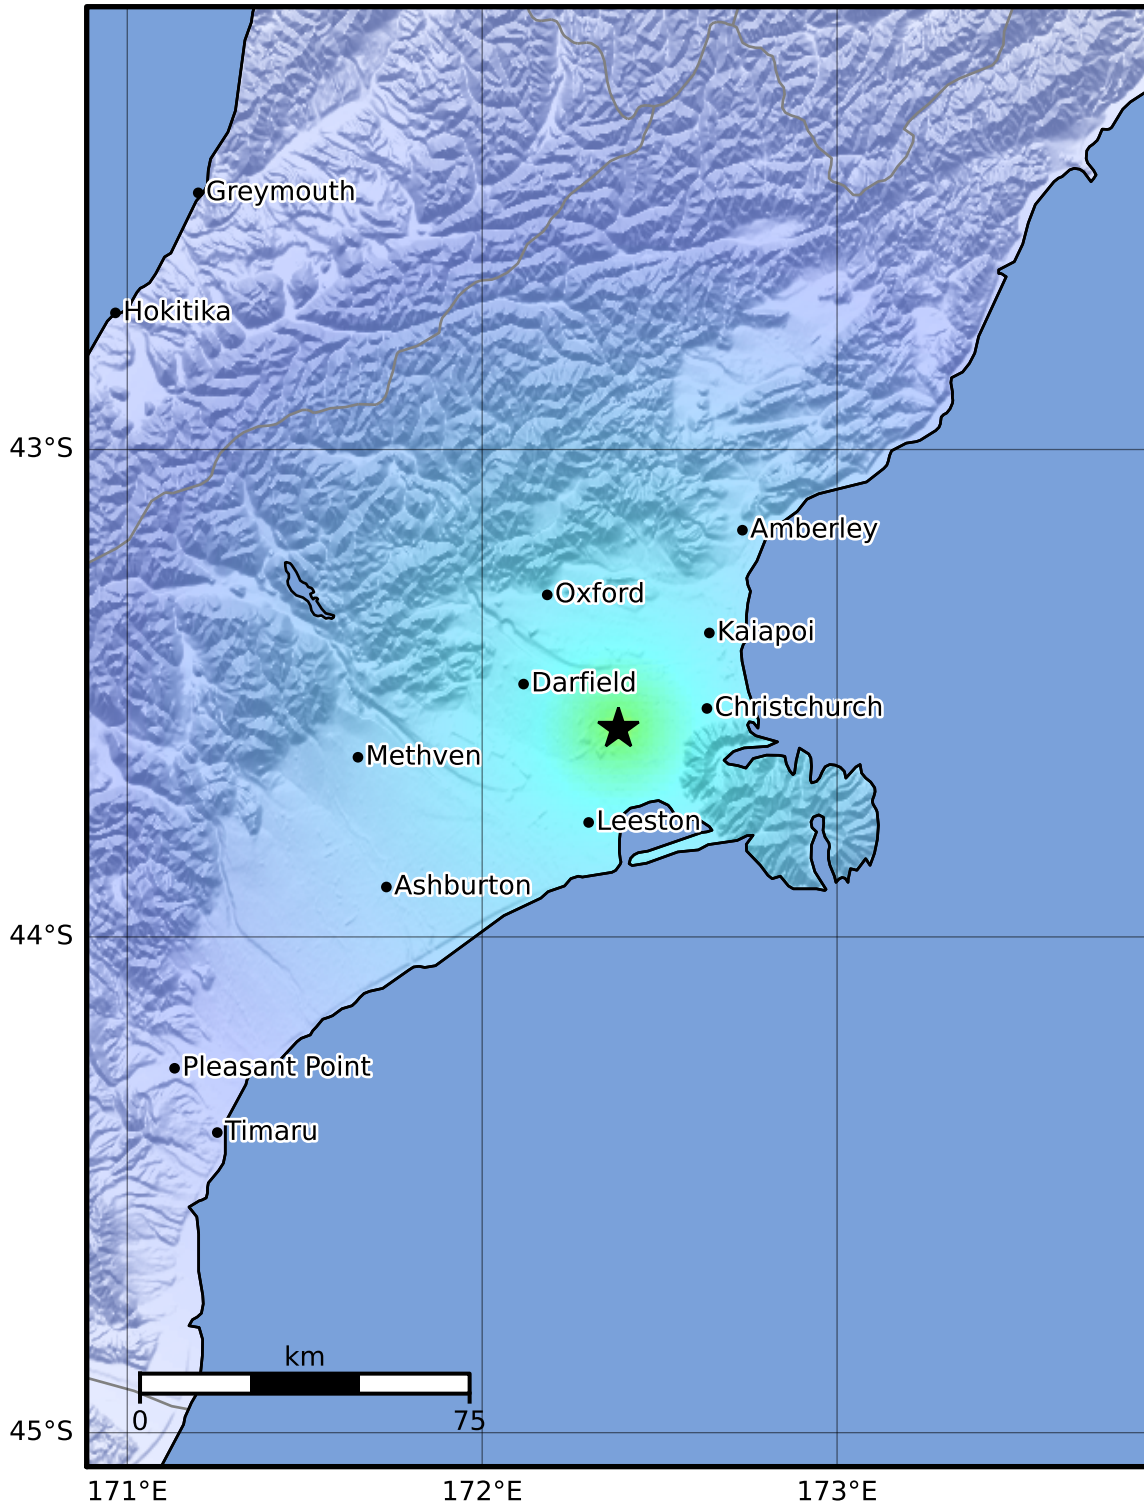 Greymouth
Hokitika
43°S
Amberley
Oxford
Kaiapoi
Darfield
Christchurch
Methven
Leeston
Ashburton
44°S
Pleasant Point
Timaru
km
0 75
45°S
171°E 172°E 173°E